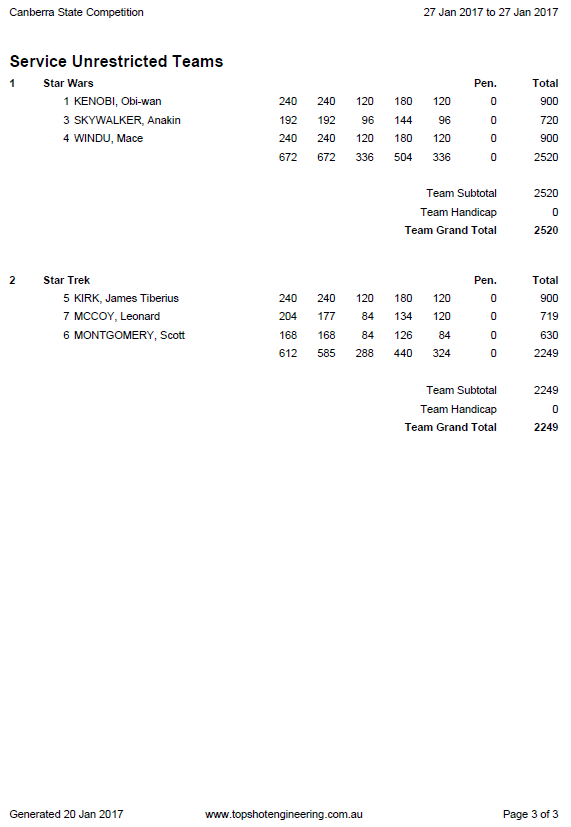 Canberra State Competition 27 Jan 2017 to 27 Jan 2017
Service Unrestricted Teams
1 Star Wars Pen. Total
1 KENOBI, Obi-wan 240 240 120 180 120 0 900
3 SKYWALKER, Anakin 192 192 96 144 96 0 720
4 WINDU, Mace 240 240 120 180 120 0 900
672 672 336 504 336 0 2520
Team Subtotal 2520
Team Handicap 0
Team Grand Total 2520
2 Star Trek Pen. Total
5 KIRK, James Tiberius 240 240 120 180 120 0 900
7 MCCOY, Leonard 204 177 84 134 120 0 719
6 MONTGOMERY, Scott 168 168 84 126 84 0 630
612 585 288 440 324 0 2249
Team Subtotal 2249
Team Handicap 0
Team Grand Total 2249
Generated 20 Jan 2017 www.topshotengineering.com.au Page 3 of 3